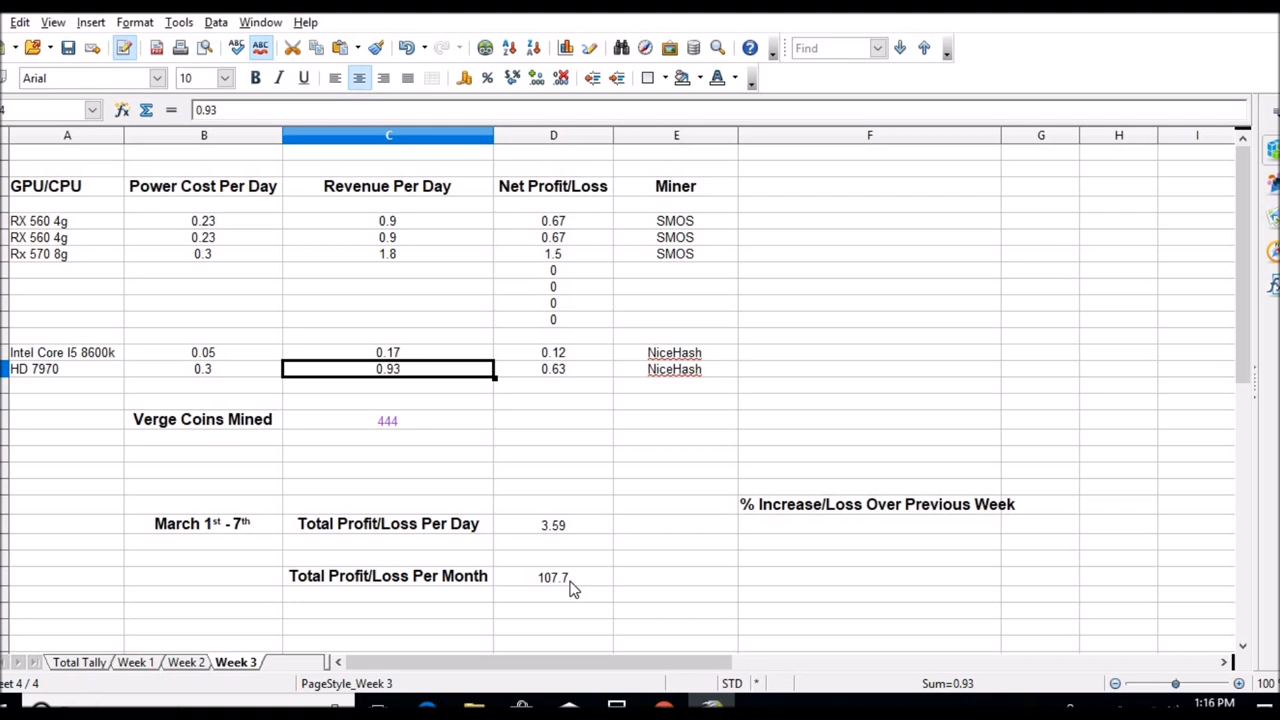 Edit View Insert Format Tools Data Window Help
Find
Arial 10
4 0.93
A B C D E F G H I
GPU/CPU Power Cost Per Day Revenue Per Day Net Profit/Loss Miner
RX 560 4g 0.23 0.9 0.67 SMOS
RX 560 4g 0.23 0.9 0.67 SMOS
Rx 570 8g 0.3 1.8 1.5 SMOS
0
0
0
0
Intel Core I5 8600k 0.05 0.17 0.12 NiceHash
HD 7970 0.3 0.93 0.63 NiceHash
Verge Coins Mined 444
% Increase/Loss Over Previous Week
March 1st - 7th Total Profit/Loss Per Day 3.59
Total Profit/Loss Per Month 107.7
Total Tally Week 1 Week 2 Week 3
eet 4 / 4 PageStyle_Week 3 STD * Sum=0.93 100
1:16 PM